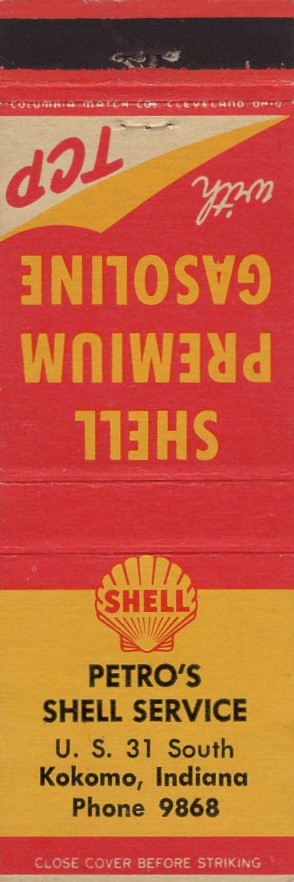 COLUMBIA MATCH CO., CLEVELAND, OHIO
SHELL
PREMIUM
GASOLINE
with
TCP
SHELL
PETRO'S
SHELL SERVICE
U. S. 31 South
Kokomo, Indiana
Phone 9868
CLOSE COVER BEFORE STRIKING